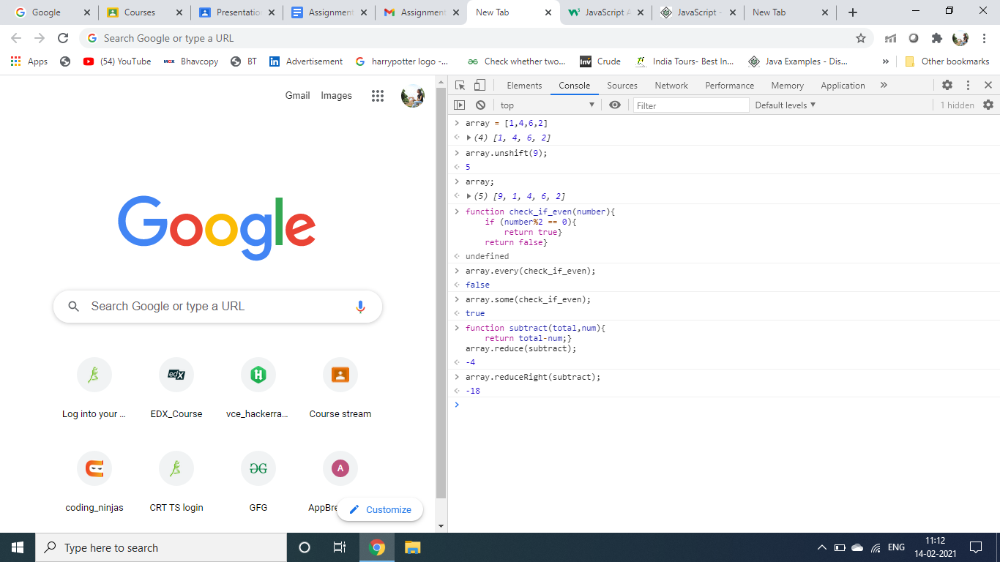 Google
Courses
Presentatio
Assignment
Assignment
New Tab
JavaScript A
JavaScript -
New Tab
Search Google or type a URL
Apps
(54) YouTube
MCX Bhavcopy
BT
Advertisement
harrypotter logo -...
Check whether two...
inv Crude
India Tours- Best In...
Java Examples - Dis...
»
Other bookmarks
Gmail Images
Google
Search Google or type a URL
Log into your ...
edX
EDX_Course
H
vce_hackerra...
Course stream
coding_ninjas
CRT TS login
GFG
A
AppBre
Customize
Elements Console Sources Network Performance Memory Application »
top Filter Default levels 1 hidden
array = [1,4,6,2]
(4) [1, 4, 6, 2]
array.unshift(9);
5
array;
(5) [9, 1, 4, 6, 2]
function check_if_even(number){
if (number%2 == 0){
return true}
return false}
undefined
array.every(check_if_even);
false
array.some(check_if_even);
true
function subtract(total,num){
return total-num;}
array.reduce(subtract);
-4
array.reduceRight(subtract);
-18
Type here to search
ENG
11:12
14-02-2021